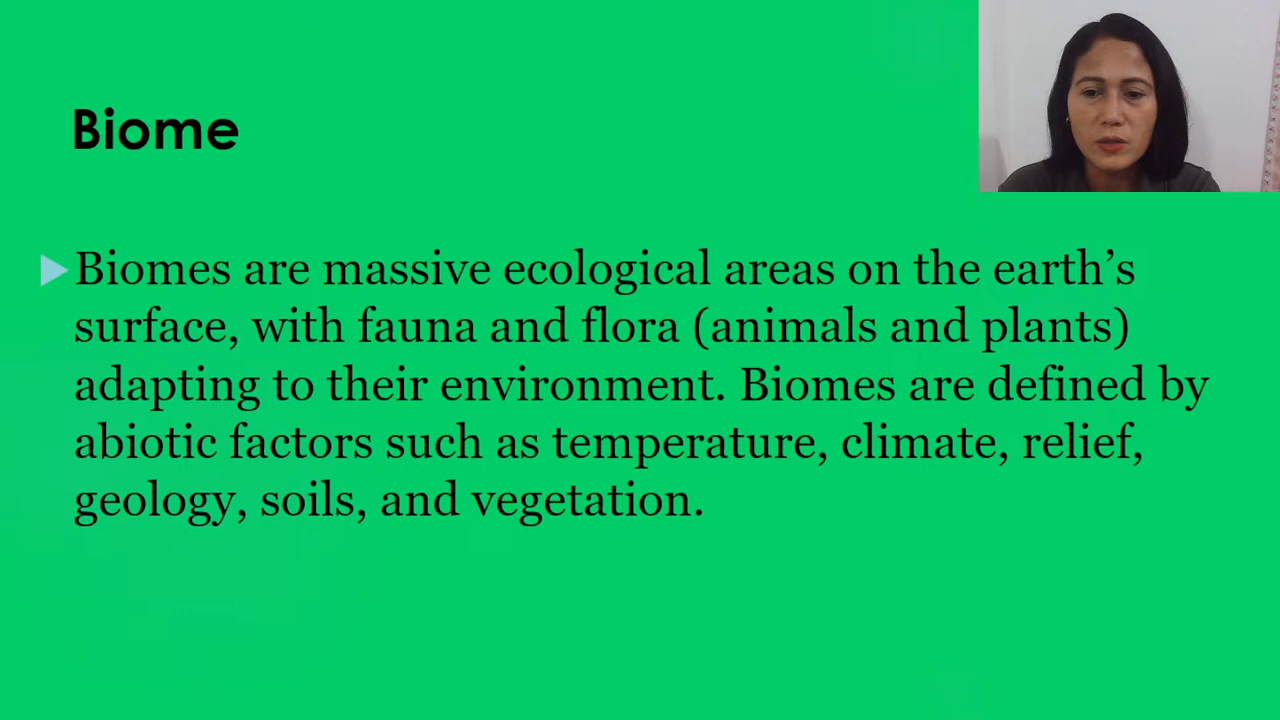 Biome
Biomes are massive ecological areas on the earth’s
surface, with fauna and flora (animals and plants)
adapting to their environment. Biomes are defined by
abiotic factors such as temperature, climate, relief,
geology, soils, and vegetation.